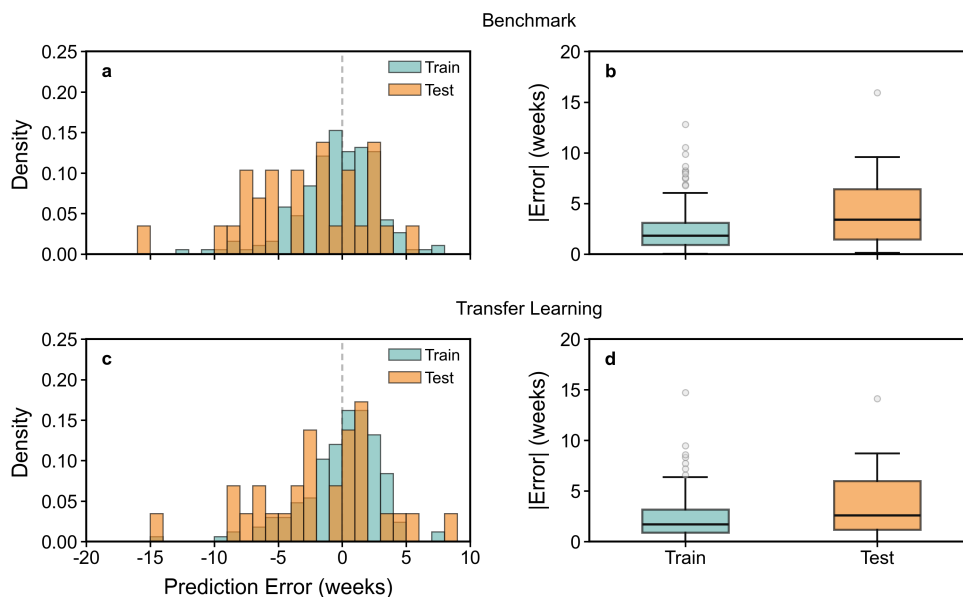 Benchmark
a
Train
Test
0.25
0.20
0.15
0.10
0.05
0.00
Density
b
20
15
10
5
0
|Error| (weeks)
Transfer Learning
c
Train
Test
0.25
0.20
0.15
0.10
0.05
0.00
Density
-20
-15
-10
-5
0
5
10
Prediction Error (weeks)
d
20
15
10
5
0
|Error| (weeks)
Train
Test